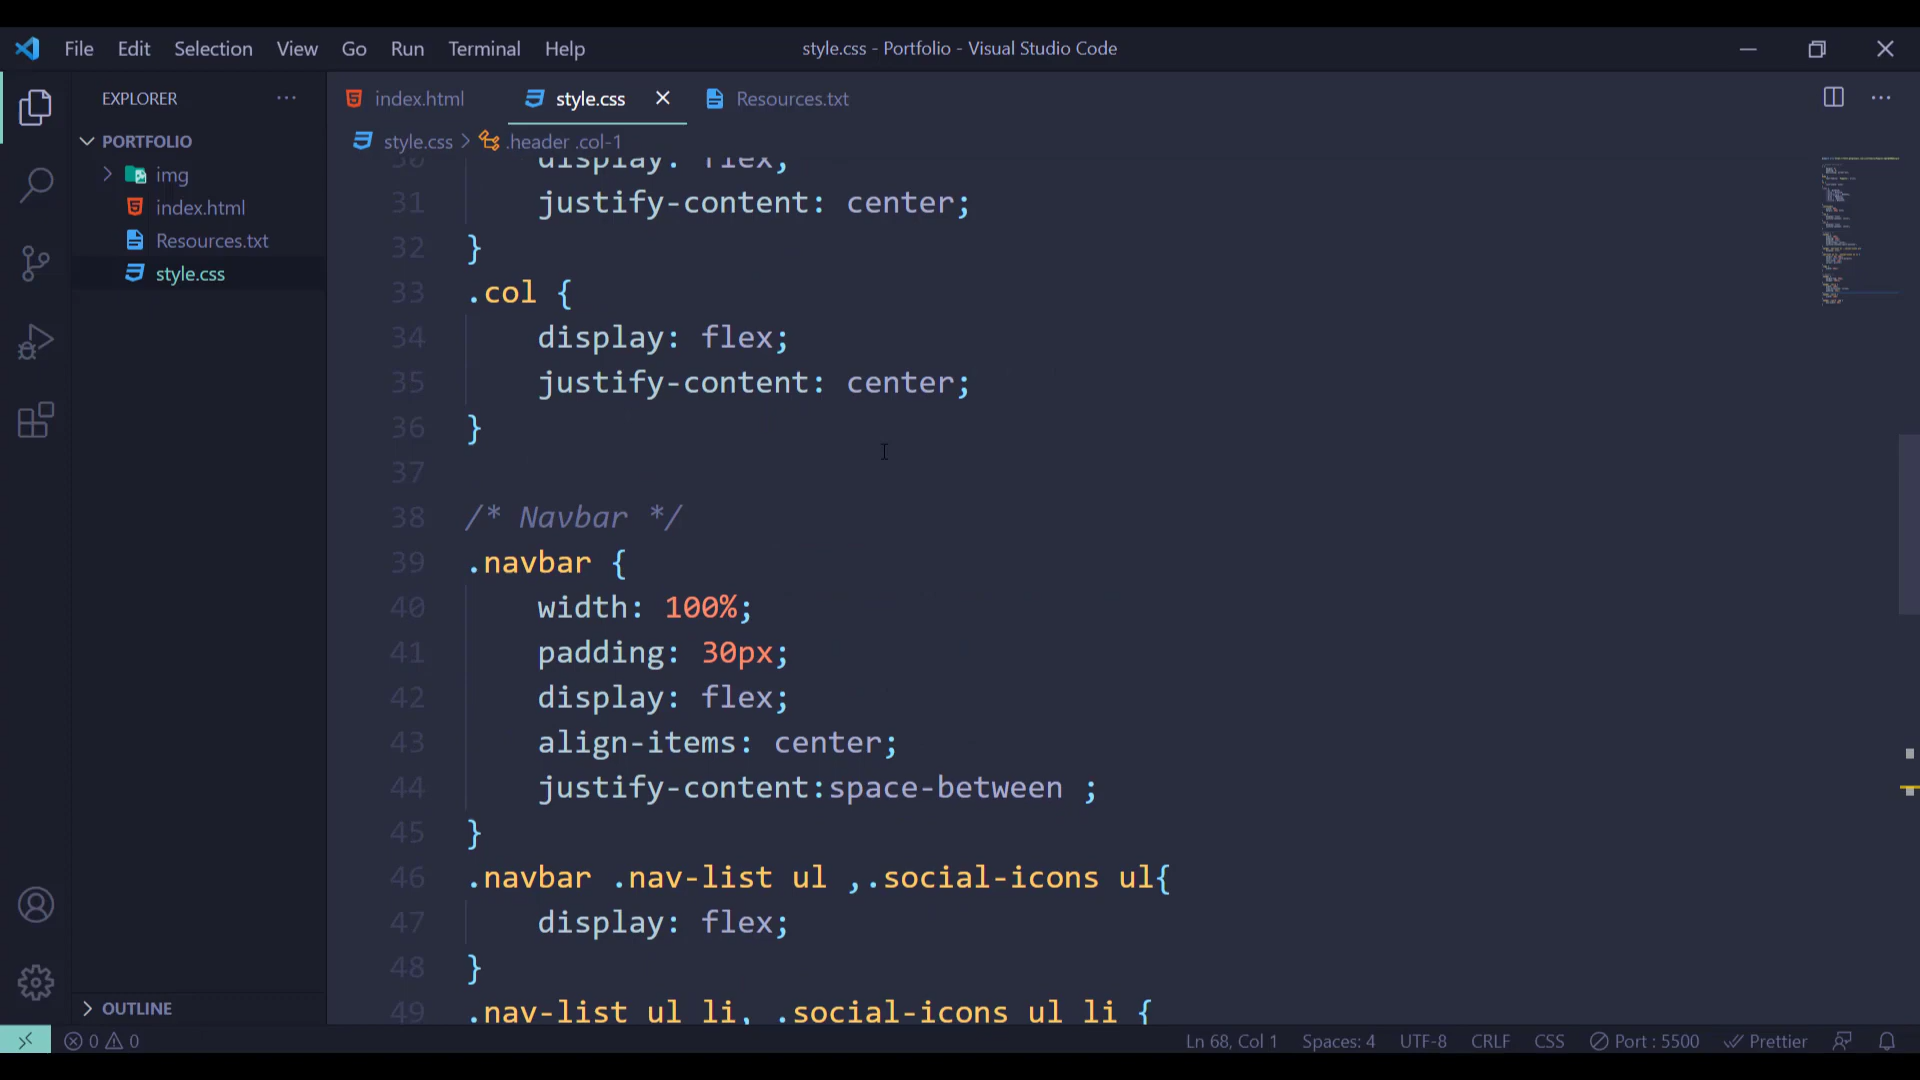 File Edit Selection View Go Run Terminal Help
style.css - Portfolio - Visual Studio Code
EXPLORER
PORTFOLIO
img
index.html
Resources.txt
style.css
OUTLINE
index.html style.css Resources.txt
style.css > .header .col-1
30 display: flex;
31 justify-content: center;
32 }
33 .col {
34 display: flex;
35 justify-content: center;
36 }
37
38 /* Navbar */
39 .navbar {
40 width: 100%;
41 padding: 30px;
42 display: flex;
43 align-items: center;
44 justify-content:space-between ;
45 }
46 .navbar .nav-list ul ,.social-icons ul{
47 display: flex;
48 }
49 .nav-list ul li, .social-icons ul li {
0 0 Ln 68, Col 1 Spaces: 4 UTF-8 CRLF CSS Port : 5500 Prettier